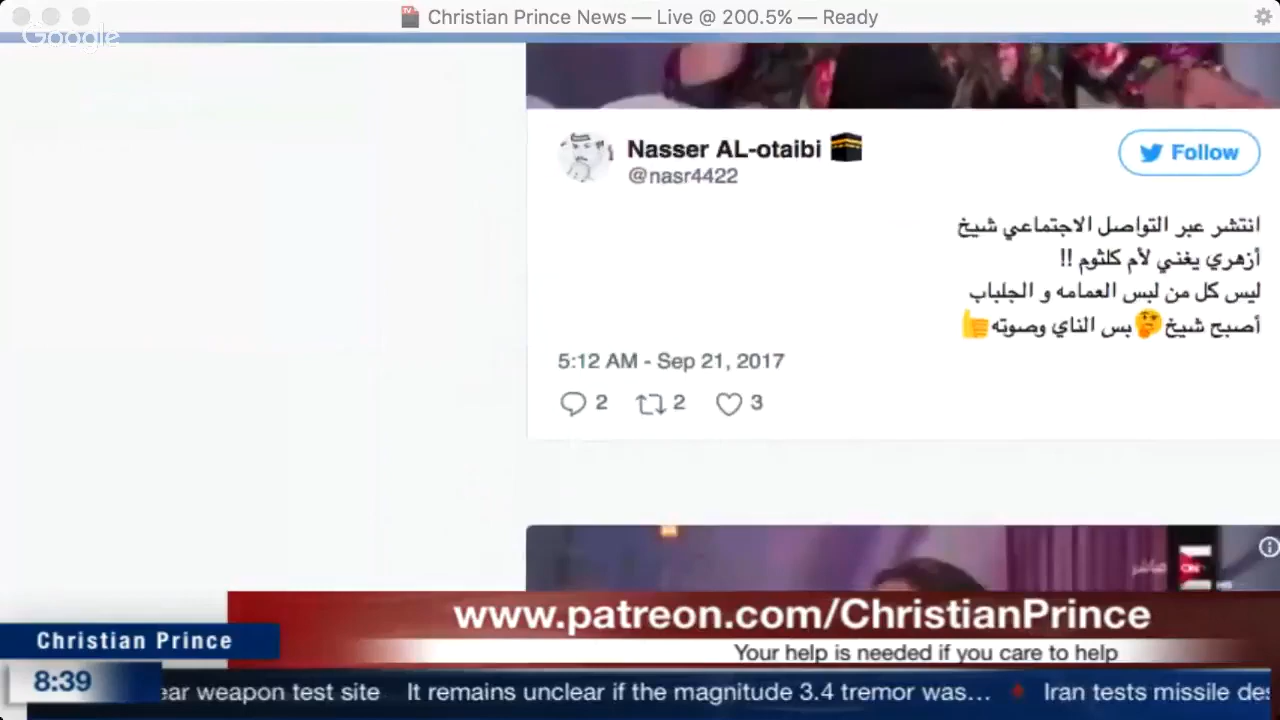 Christian Prince News — Live @ 200.5% — Ready
Google
Nasser AL-otaibi
@nasr4422
Follow
انتشر عبر التواصل الاجتماعي شيخ
أزهري يغني لأم كلثوم !!
ليس كل من لبس العمامه و الجلباب
أصبح شيخ🤔بس الناي وصوته👍
5:12 AM - Sep 21, 2017
2 2 3
مباشر
ON
www.patreon.com/ChristianPrince
Your help is needed if you care to help
Christian Prince
8:39
ear weapon test site It remains unclear if the magnitude 3.4 tremor was... Iran tests missile des